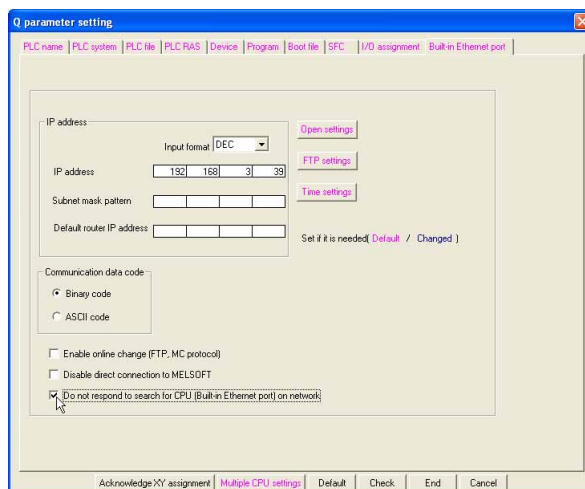 Q parameter setting
PLC name PLC system PLC file PLC RAS Device Program Boot file SFC I/O assignment Built-in Ethernet port
IP address
Input format DEC
IP address 192 168 3 39
Subnet mask pattern
Default router IP address
Open settings
FTP settings
Time settings
Set if it is needed( Default / Changed )
Communication data code
Binary code
ASCII code
Enable online change (FTP, MC protocol)
Disable direct connection to MELSOFT
Do not respond to search for CPU (Built-in Ethernet port) on network
Acknowledge XY assignment Multiple CPU settings Default Check End Cancel